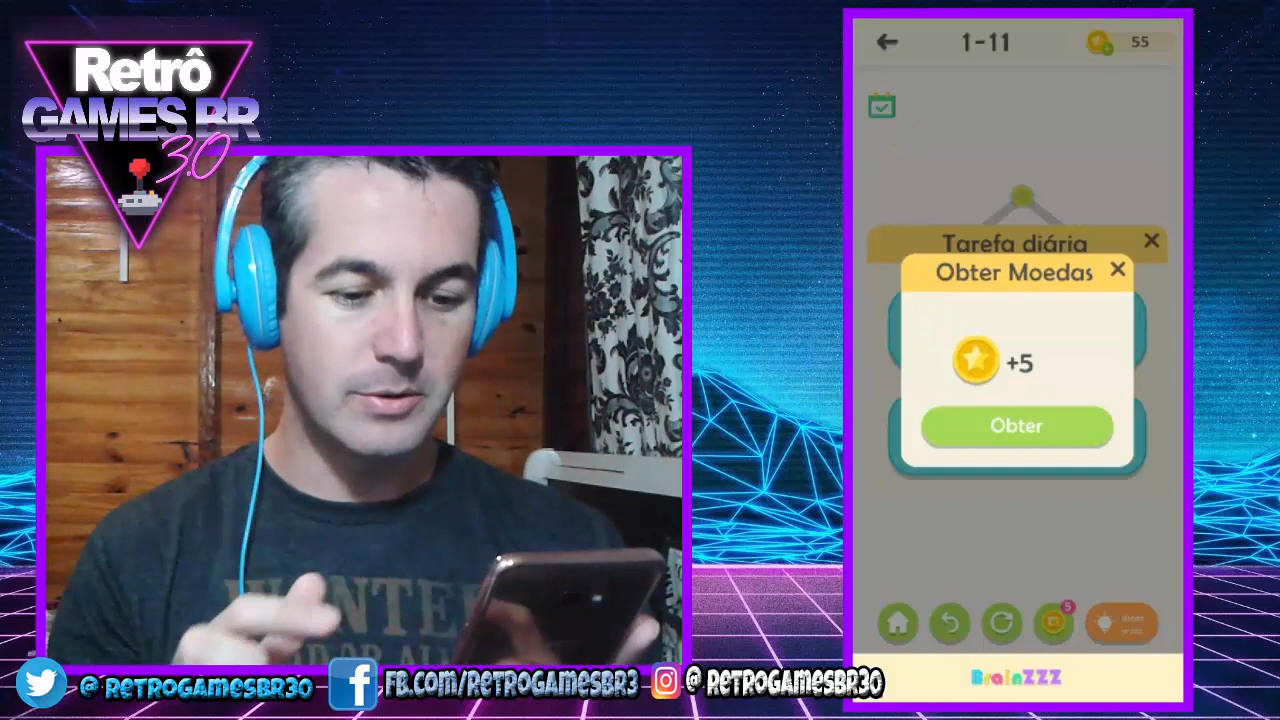 Retrô
GAMES BR
3.0
1-11
55
Tarefa diária
Obter Moedas
+5
Obter
5
BrainZZZ
WANTED
@RETROGAMESBR30
FB.COM/RETROGAMESBR3
@RETROGAMESBR30